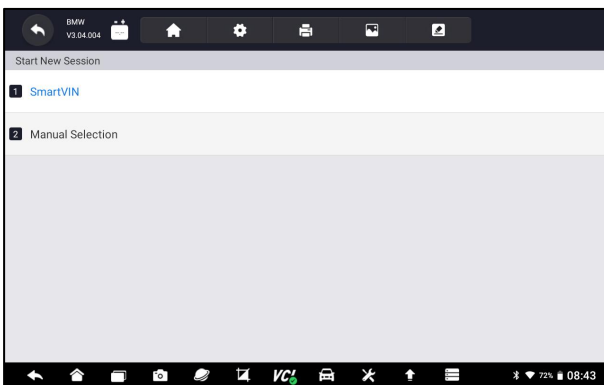 BMW
V3.04.004
--.--
Start New Session
1 SmartVIN
2 Manual Selection
VCI 72% 08:43